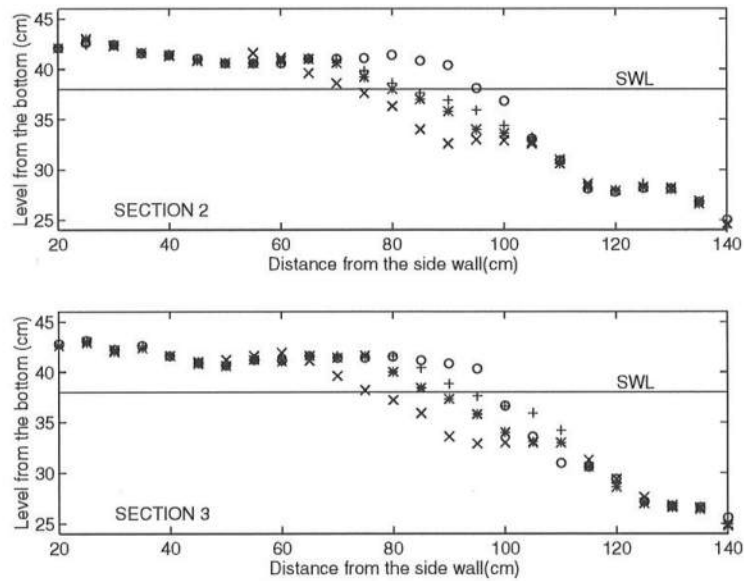 Level from the bottom (cm)
45
40
35
30
25
SWL
SECTION 2
20 40 60 80 100 120 140
Distance from the side wall(cm)
Level from the bottom (cm)
45
40
35
30
25
SWL
SECTION 3
20 40 60 80 100 120 140
Distance from the side wall(cm)